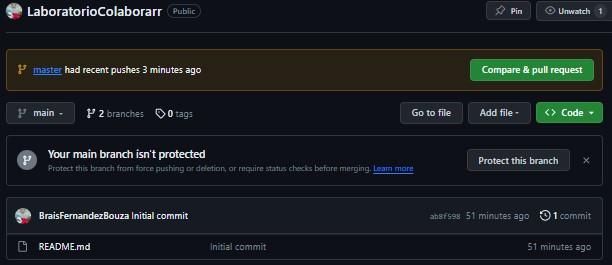 LaboratorioColaborarr Public Pin Unwatch 1
master had recent pushes 3 minutes ago Compare & pull request
main 2 branches 0 tags Go to file Add file Code
Your main branch isn't protected
Protect this branch from force pushing or deletion, or require status checks before merging. Learn more Protect this branch
BraisFernandezBouza Initial commit ab8f598 51 minutes ago 1 commit
README.md Initial commit 51 minutes ago